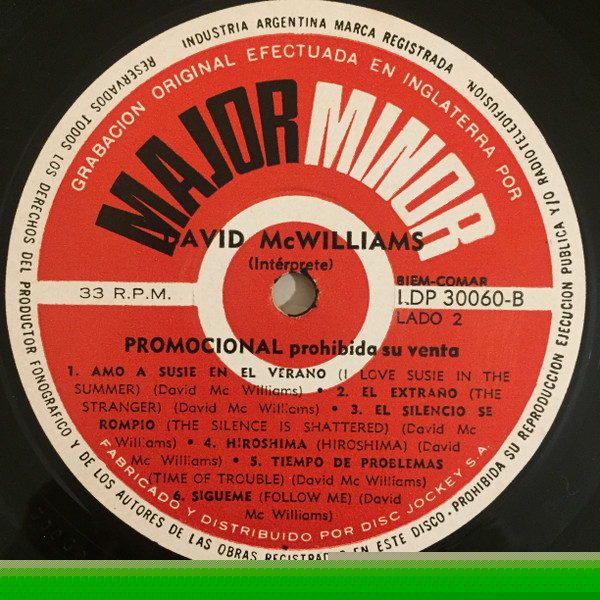 INDUSTRIA ARGENTINA MARCA REGISTRADA.
RESERVADOS TODOS LOS DERECHOS DEL PRODUCTOR FONOGRAFICO Y DE LOS AUTORES DE LAS OBRAS REGISTRADAS EN ESTE DISCO. PROHIBIDA SU REPRODUCCION EJECUCION PUBLICA Y/O RADIOTELEDIFUSION.
GRABACION ORIGINAL EFECTUADA EN INGLATERRA POR
MAJOR MINOR
DAVID McWILLIAMS
(Intérprete)
BIEM-COMAR
33 R.P.M.
LDP 30060-B
LADO 2
PROMOCIONAL prohibida su venta
1. AMO A SUSIE EN EL VERANO (I LOVE SUSIE IN THE
SUMMER) (David Mc Williams) • 2. EL EXTRAÑO (THE
STRANGER) (David Mc Williams) • 3. EL SILENCIO SE
ROMPIO (THE SILENCE IS SHATTERED) (David Mc
Williams) • 4. HIROSHIMA (HIROSHIMA) (David
Mc Williams) • 5. TIEMPO DE PROBLEMAS
(TIME OF TROUBLE) (David Mc Williams)
6. SIGUEME (FOLLOW ME) (David
Mc Williams)
FABRICADO Y DISTRIBUIDO POR DISC JOCKEY S.A.